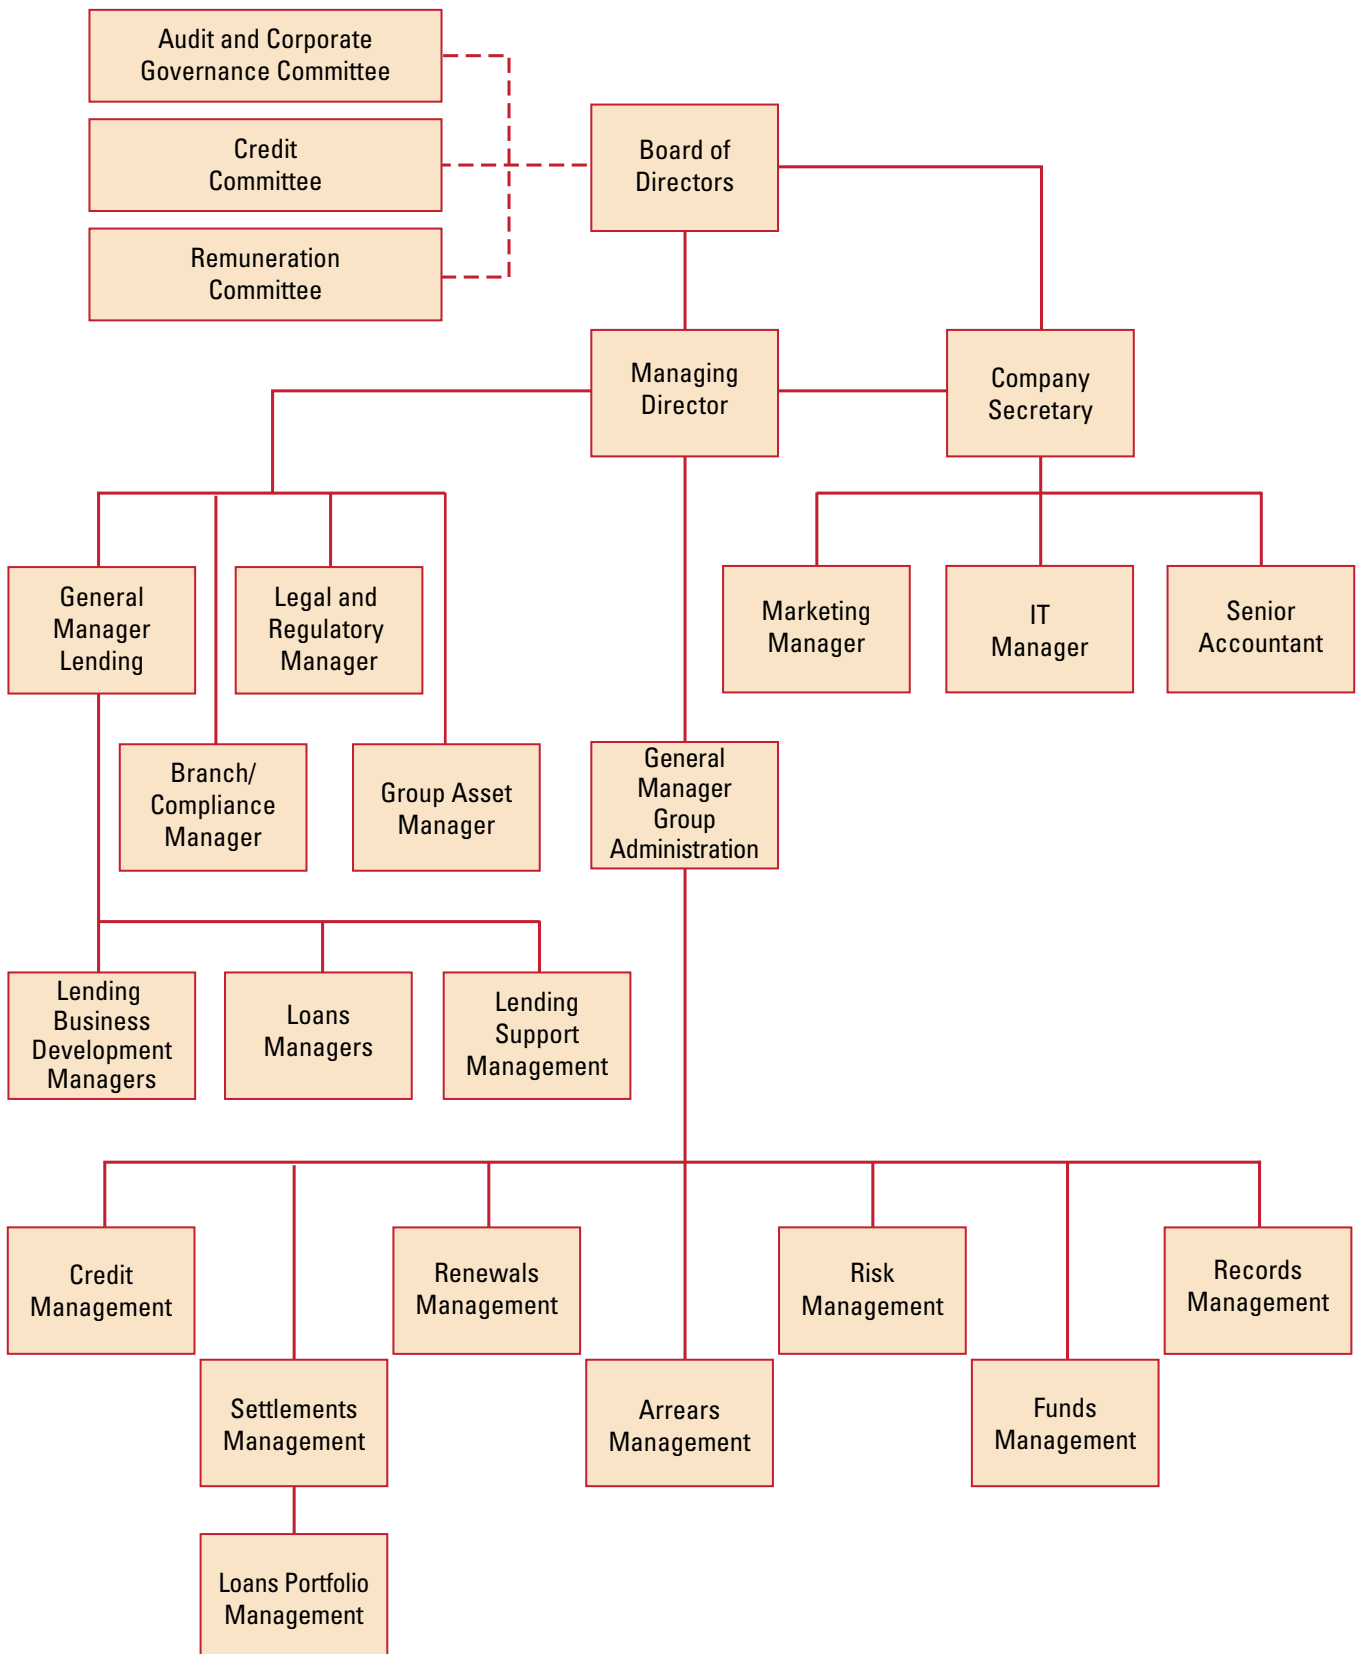 Audit and Corporate
Governance Committee
Credit
Committee
Remuneration
Committee
Board of
Directors
Managing
Director
Company
Secretary
General
Manager
Lending
Legal and
Regulatory
Manager
Branch/
Compliance
Manager
Group Asset
Manager
General
Manager
Group
Administration
Marketing
Manager
IT
Manager
Senior
Accountant
Lending
Business
Development
Managers
Loans
Managers
Lending
Support
Management
Credit
Management
Settlements
Management
Renewals
Management
Arrears
Management
Risk
Management
Funds
Management
Records
Management
Loans Portfolio
Management